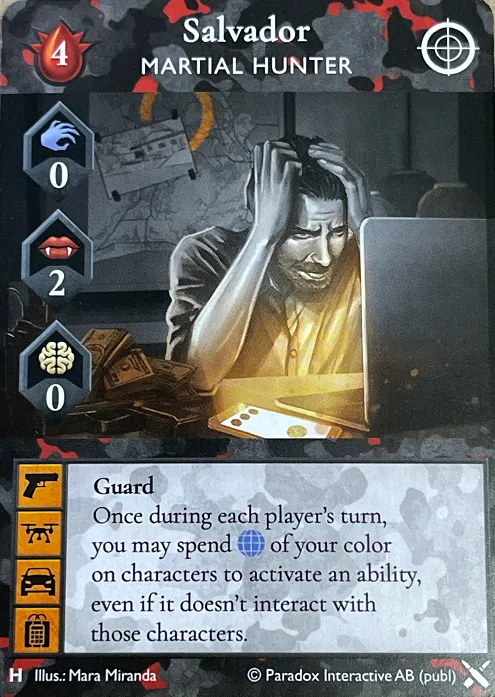 4
Salvador
MARTIAL HUNTER
0
2
0
Guard
Once during each player's turn,
you may spend of your color
on characters to activate an ability,
even if it doesn't interact with
those characters.
H Illus.: Mara Miranda
© Paradox Interactive AB (publ)